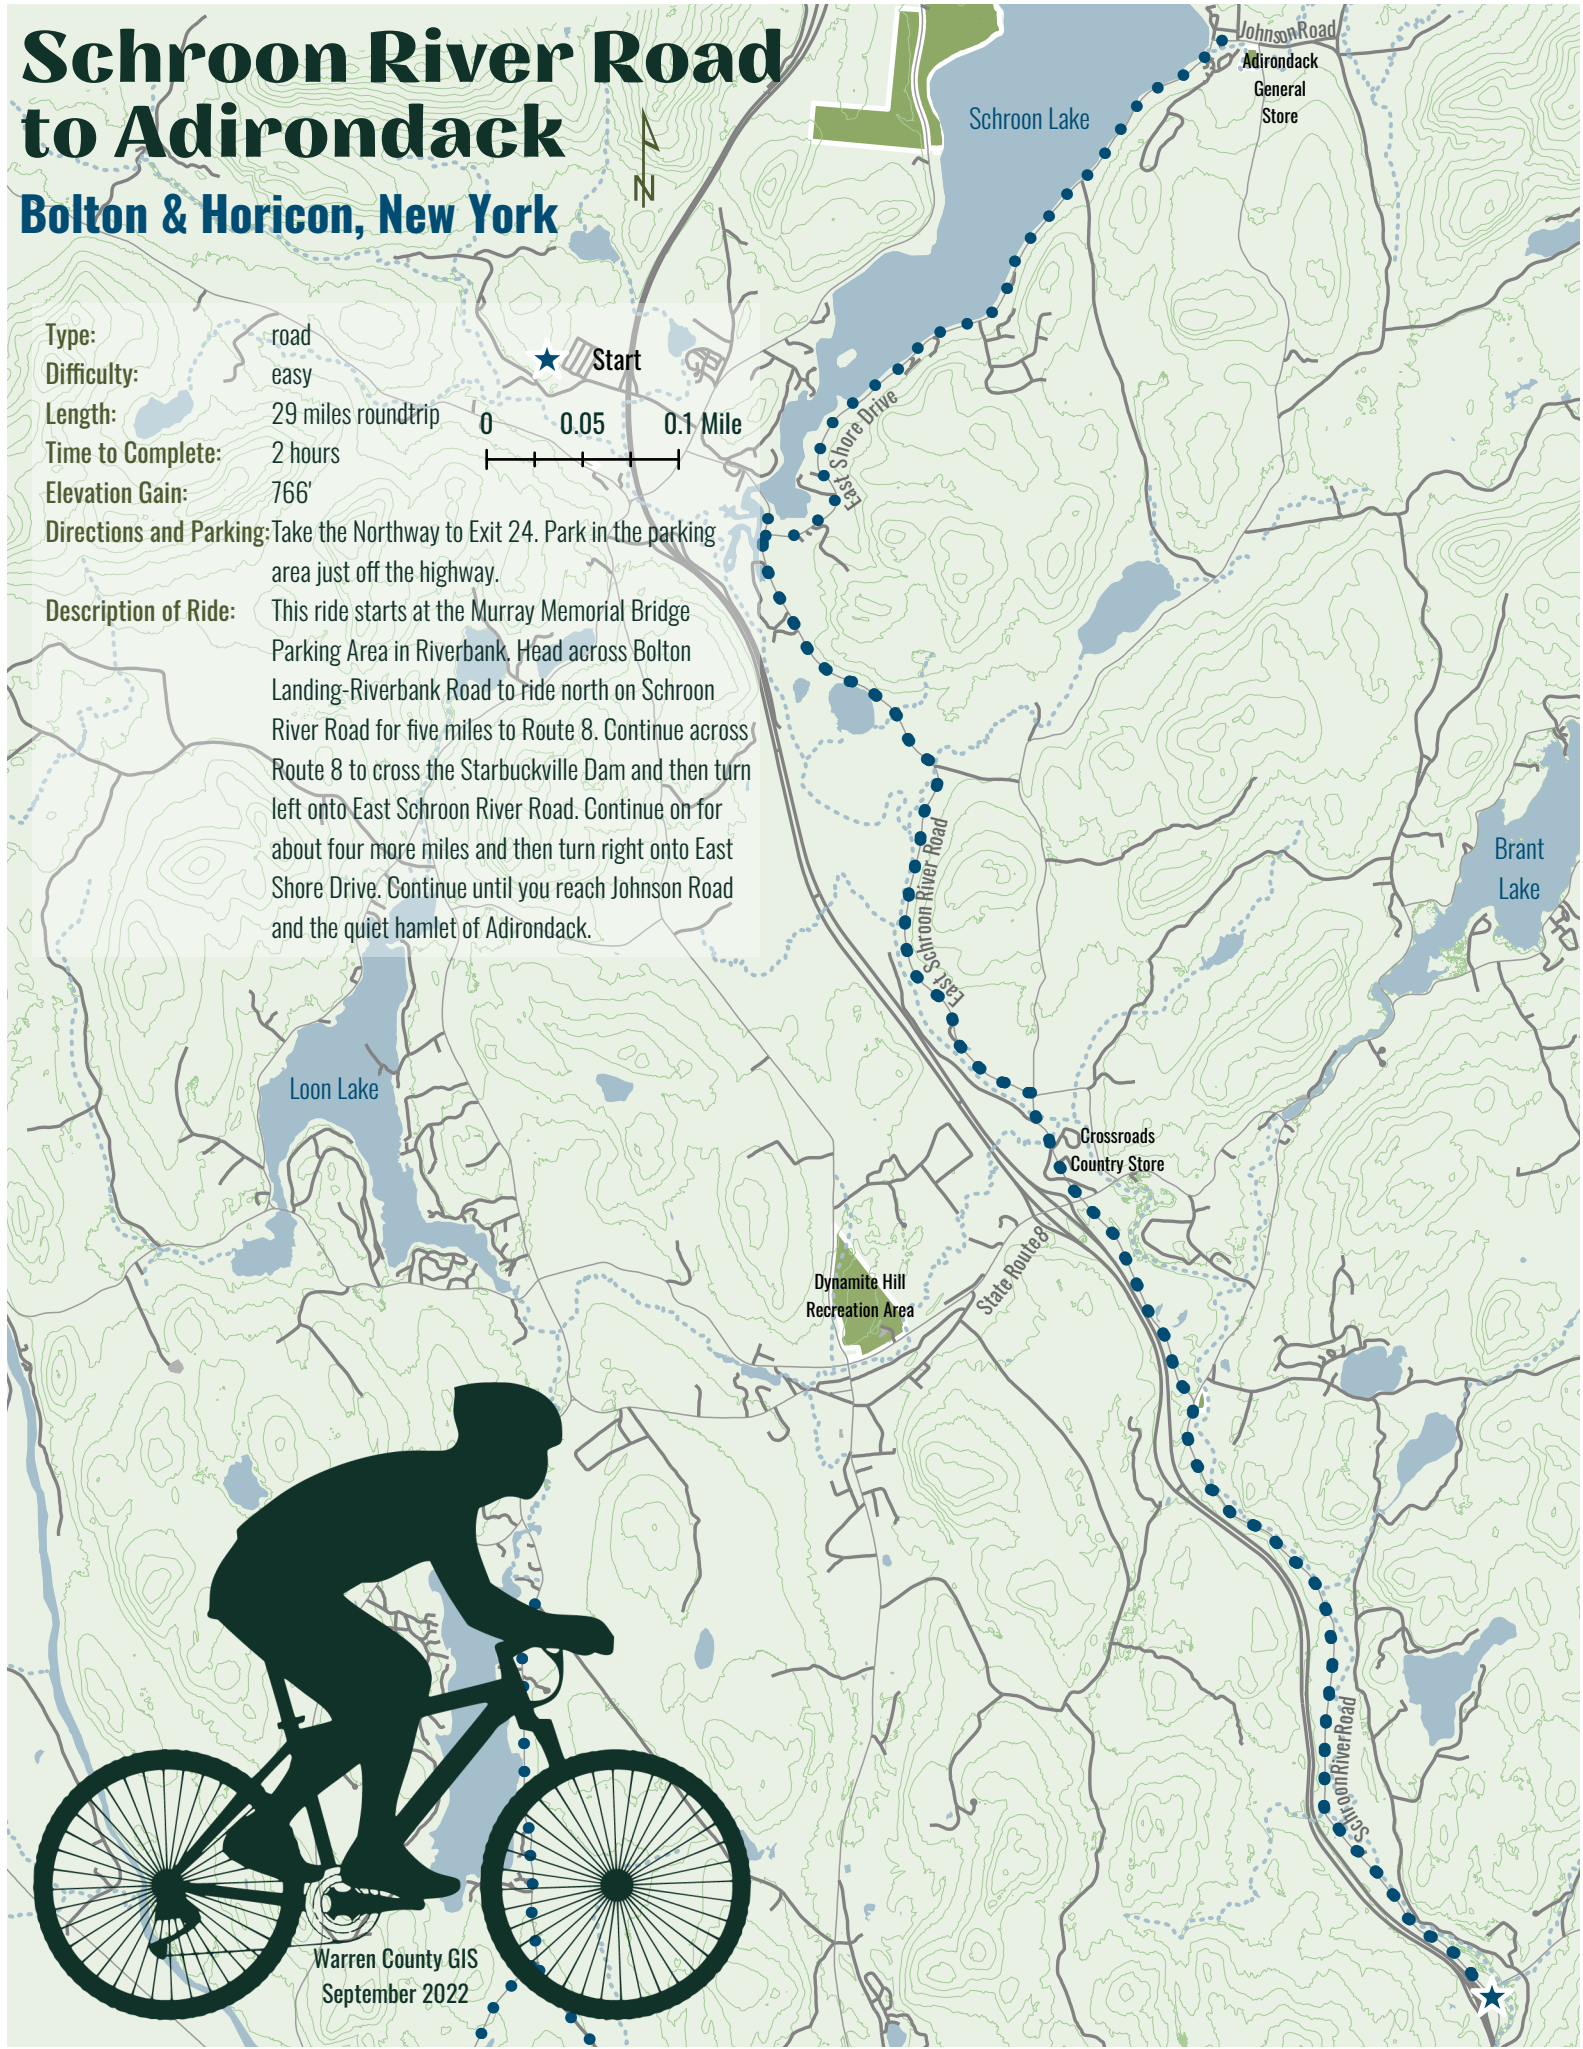 Schroon River Road
to Adirondack
Bolton & Horicon, New York
N
Type: road
Difficulty: easy
Length: 29 miles roundtrip
Time to Complete: 2 hours
Elevation Gain: 766'
Directions and Parking: Take the Northway to Exit 24. Park in the parking
area just off the highway.
Description of Ride: This ride starts at the Murray Memorial Bridge
Parking Area in Riverbank. Head across Bolton
Landing-Riverbank Road to ride north on Schroon
River Road for five miles to Route 8. Continue across
Route 8 to cross the Starbuckville Dam and then turn
left onto East Schroon River Road. Continue on for
about four more miles and then turn right onto East
Shore Drive. Continue until you reach Johnson Road
and the quiet hamlet of Adirondack.
Start
0 0.05 0.1 Mile
Johnson Road
Adirondack
General
Store
Schroon Lake
East Shore Drive
East Schroon River Road
Brant
Lake
Loon Lake
Crossroads
Country Store
State Route 8
Dynamite Hill
Recreation Area
Schroon River Road
Warren County GIS
September 2022